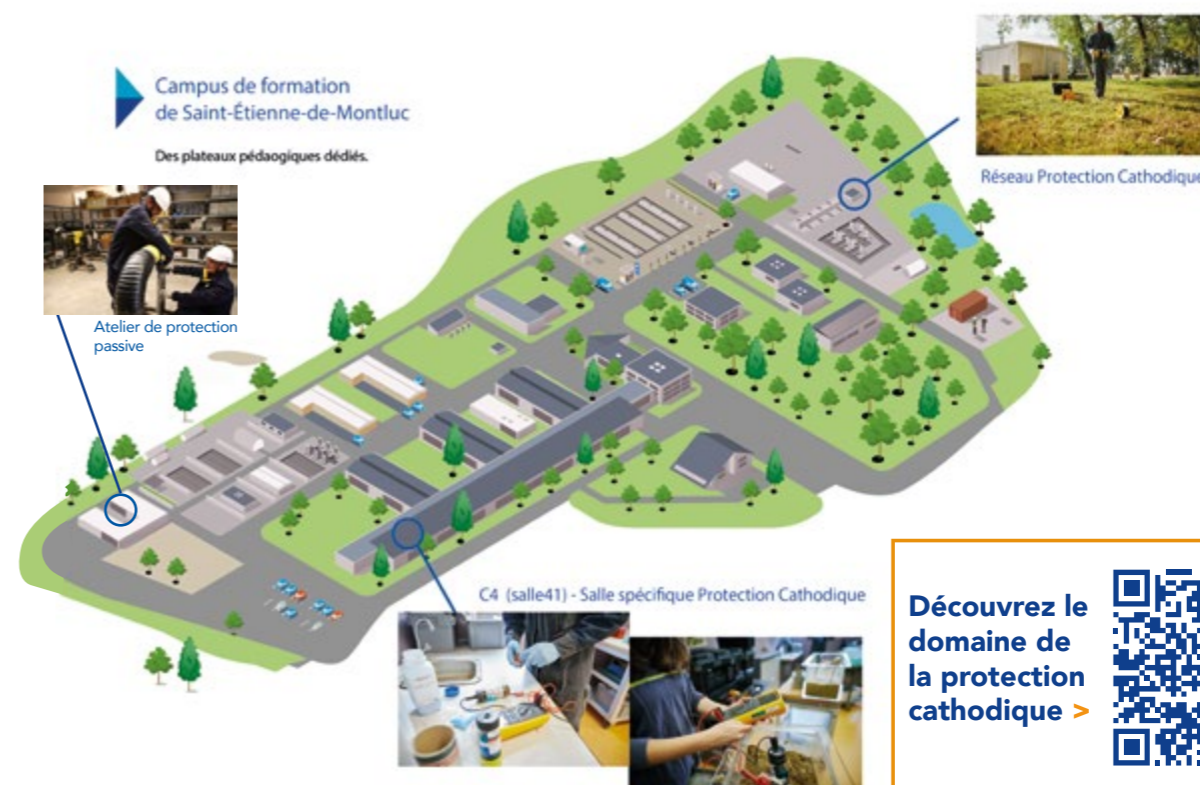 Campus de formation
de Saint-Étienne-de-Montluc
Des plateaux pédaogiques dédiés.
Réseau Protection Cathodique
Atelier de protection
passive
C4 (salle41) - Salle spécifique Protection Cathodique
Découvrez le
domaine de
la protection
cathodique >